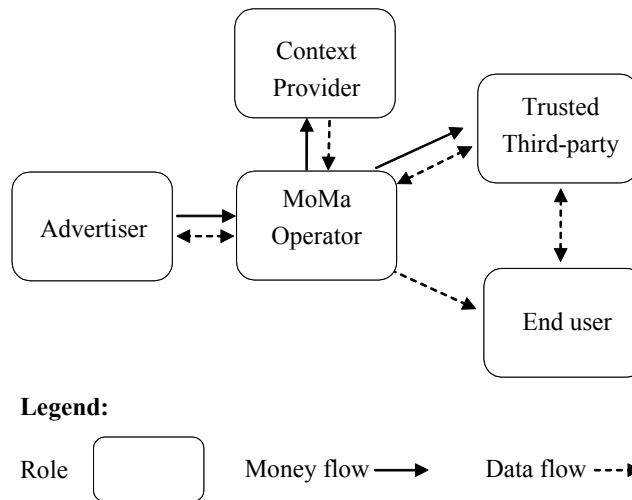 Context
Provider
Trusted
Third-party
MoMa
Operator
Advertiser
End user
Legend:
Role
Money flow
Data flow